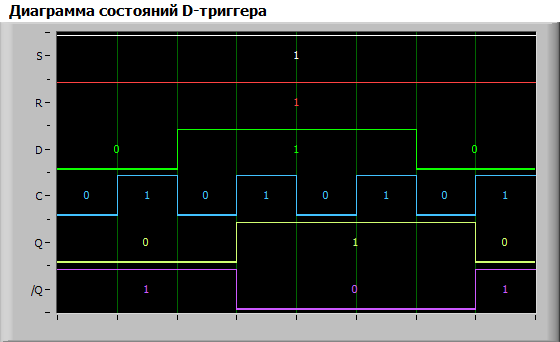 Диаграмма состояний D-триггера
S 1
R 1
D 0 1 0
C 0 1 0 1 0 1 0 1
Q 0 1 0
/Q 1 0 1